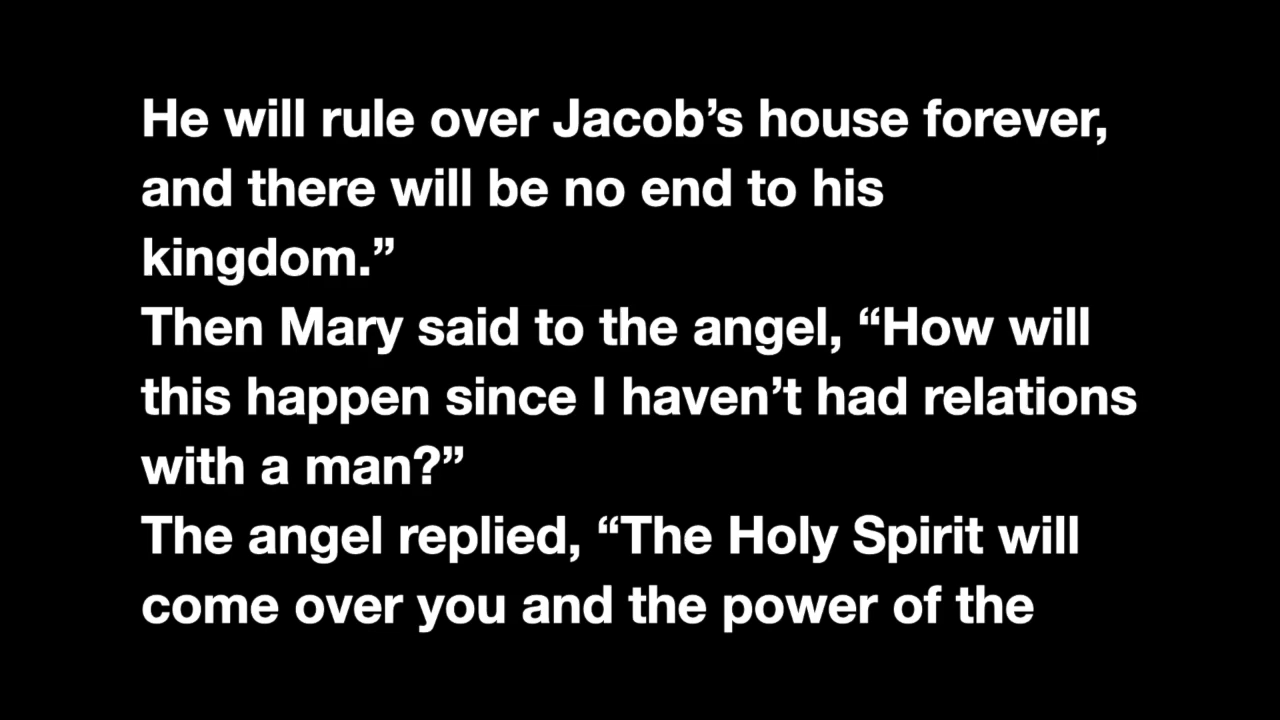 He will rule over Jacob’s house forever,
and there will be no end to his
kingdom.”
Then Mary said to the angel, “How will
this happen since I haven’t had relations
with a man?”
The angel replied, “The Holy Spirit will
come over you and the power of the